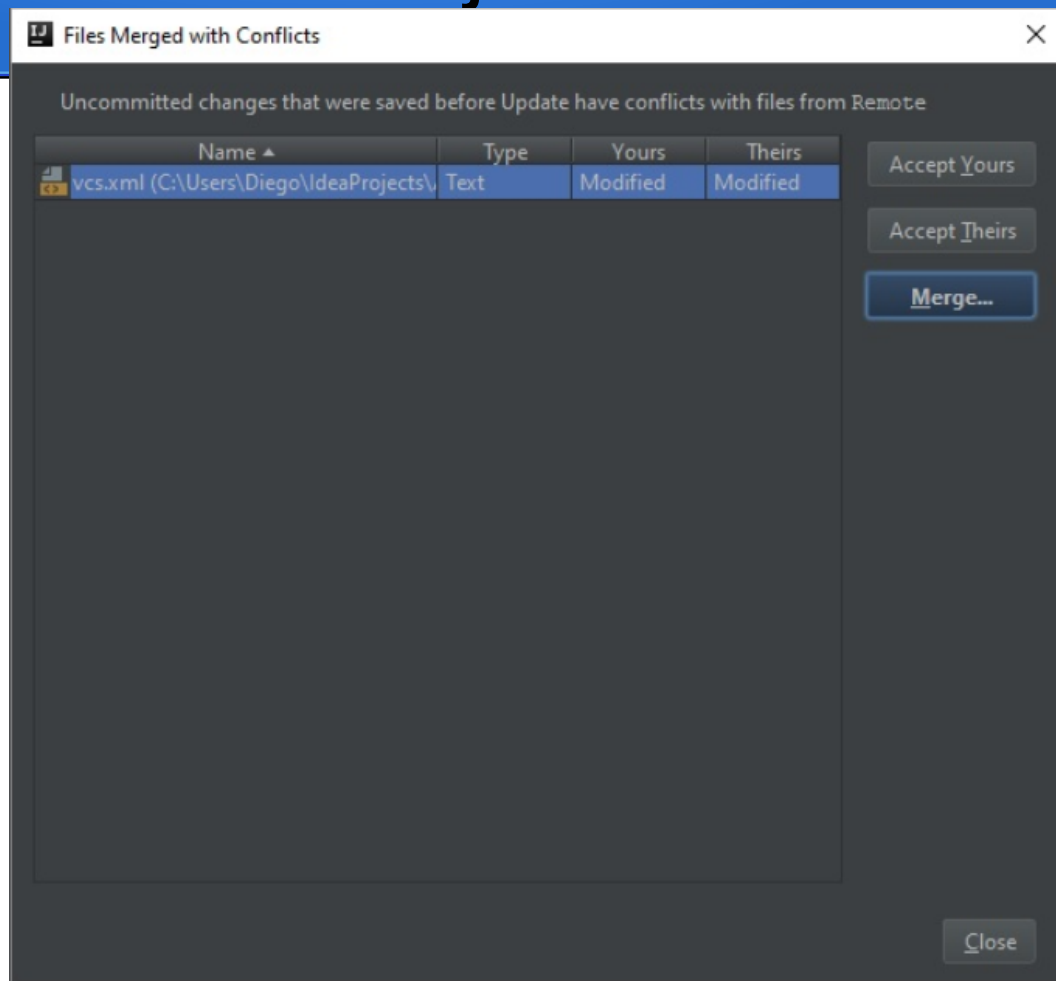 Files Merged with Conflicts
Uncommitted changes that were saved before Update have conflicts with files from Remote
Name Type Yours Theirs
vcs.xml (C:\Users\Diego\IdeaProjects\ Text Modified Modified
Accept Yours
Accept Theirs
Merge...
Close